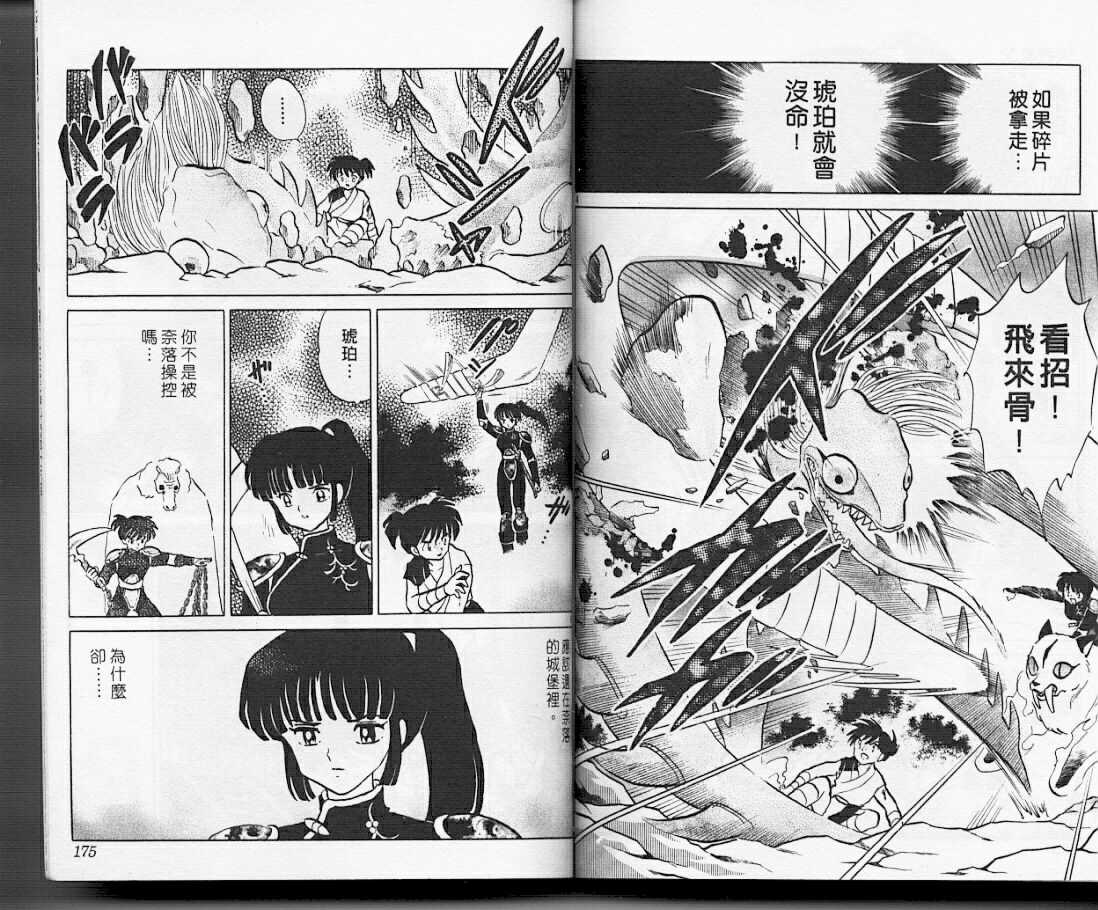 如果碎片
被拿走…
琥珀就會
沒命！
看招！
飛來骨！
……
琥珀…
你不是被
奈落操控
嗎…
應該還在奈落
的城堡裡。
為什麼
卻……
175